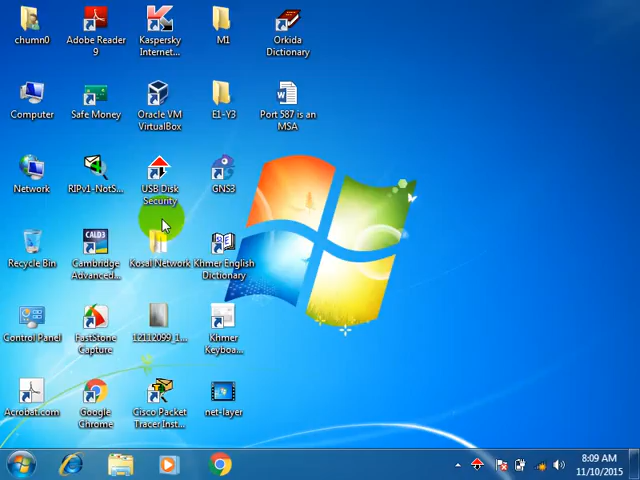 chumn0
Adobe Reader
9
Kaspersky
Internet...
M1
Orkida
Dictionary
Computer
Safe Money
Oracle VM
VirtualBox
E1-Y3
Port 587 is an
MSA
Network
RIPv1-NotS...
USB Disk
Security
GNS3
Recycle Bin
CALD3
Cambridge
Advanced...
Kosal Network
Khmer English
Dictionary
Control Panel
FastStone
Capture
12112099_1...
Khmer
Keyboa...
Acrobat.com
Google
Chrome
Cisco Packet
Tracer Inst...
net-layer
8:09 AM
11/10/2015